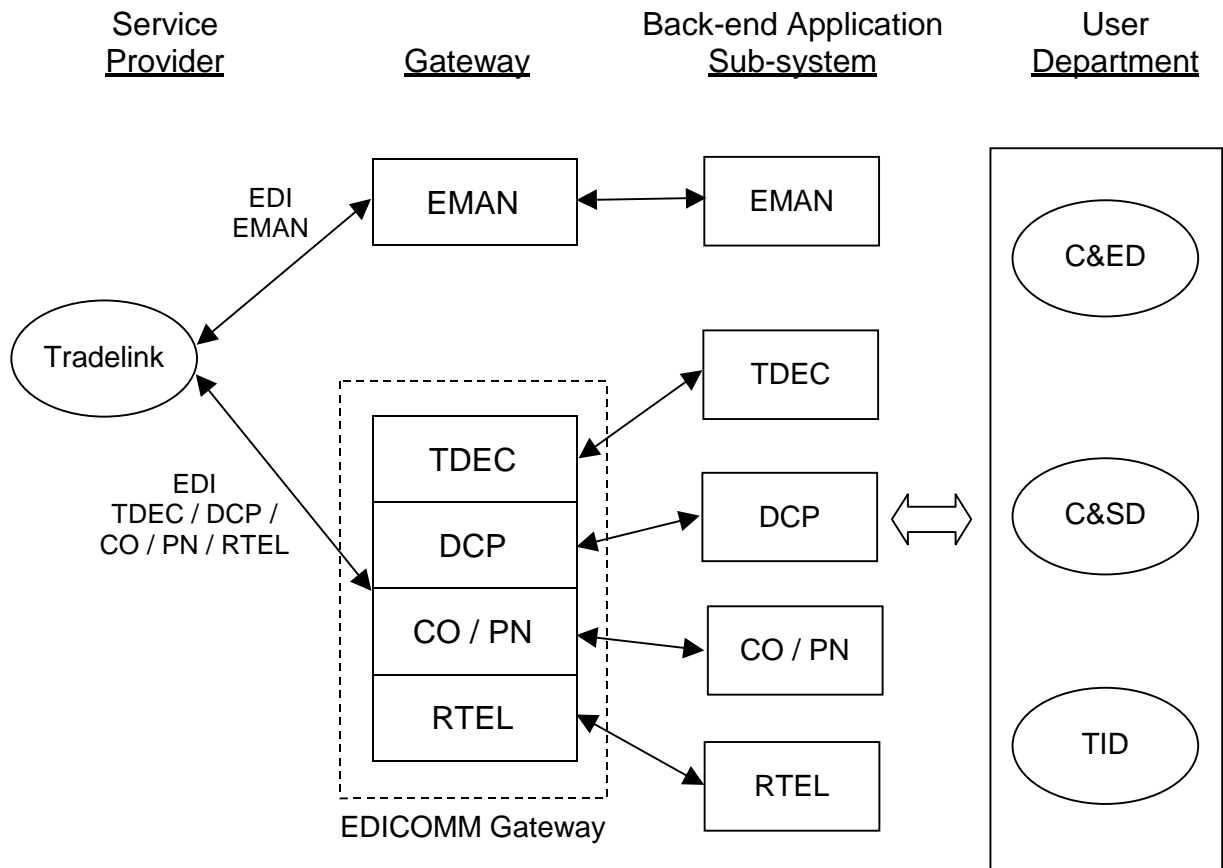 Service
Provider
Gateway
Back-end Application
Sub-system
User
Department
EDI
EMAN
EMAN
EMAN
C&ED
Tradelink
TDEC
TDEC
EDI
TDEC / DCP /
CO / PN / RTEL
DCP
DCP
C&SD
CO / PN
CO / PN
RTEL
RTEL
TID
EDICOMM Gateway